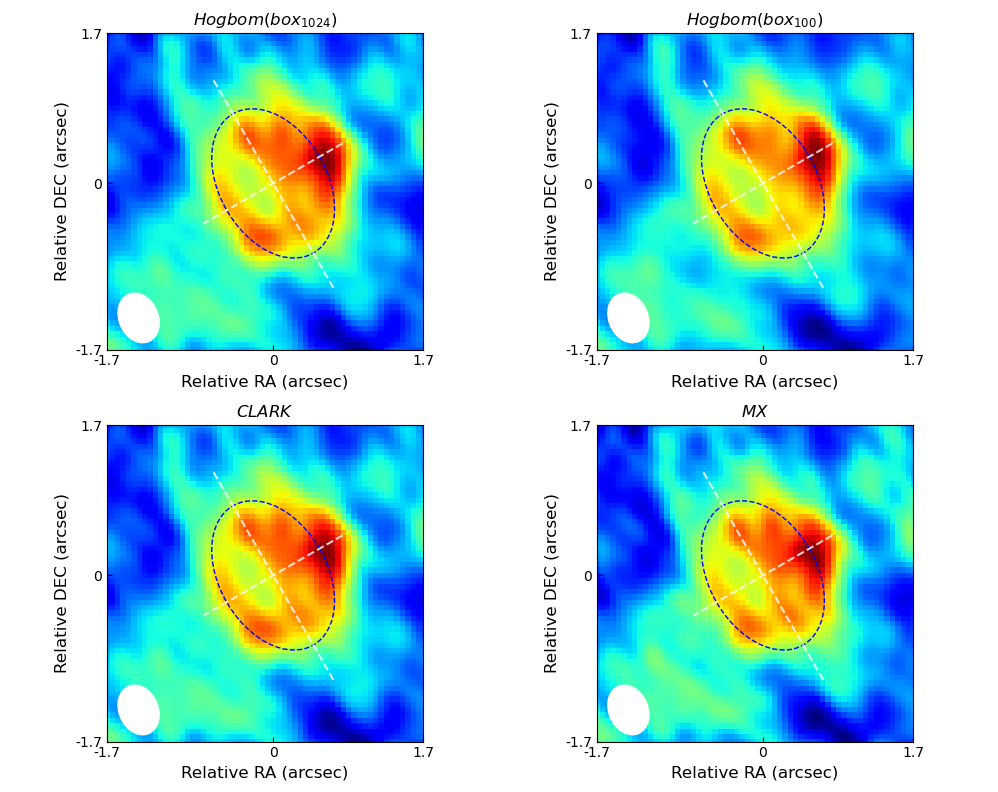 Hogbom(box1024)
Hogbom(box100)
1.7
1.7
Relative DEC (arcsec)
Relative DEC (arcsec)
0
0
-1.7
-1.7
-1.7 0 1.7
-1.7 0 1.7
Relative RA (arcsec)
Relative RA (arcsec)
CLARK
MX
1.7
1.7
Relative DEC (arcsec)
Relative DEC (arcsec)
0
0
-1.7
-1.7
-1.7 0 1.7
-1.7 0 1.7
Relative RA (arcsec)
Relative RA (arcsec)